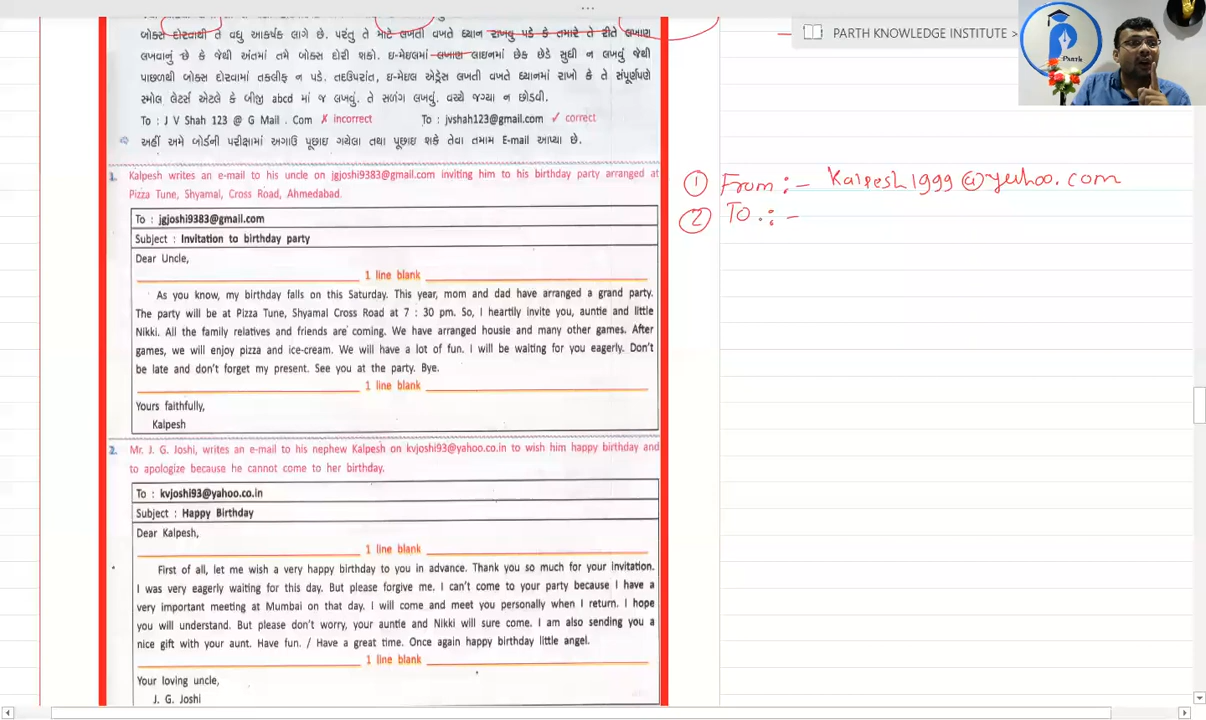 બોક્સ દોરવાથી તે વધુ આકર્ષક લાગે છે. પરંતુ તે માટે લખતી વખતે ધ્યાન રાખવુ પડે કે તમારે તે રીતે લખાણ
લખવાનું છે કે જેથી અંતમાં તમે બોક્સ દોરી શકો. ઇ-મેઇલમાં લખાણ લાઇનમાં છેક છેડે સુધી ન લખવું જેથી
પાછળથી બોક્સ દોરવામાં તકલીફ ન પડે. તદઉપરાંત, ઇ-મેઇલ એડ્રેસ લખતી વખતે ધ્યાનમાં રાખો કે તે સંપૂર્ણપણે
સ્મોલ લેટર્સ એટલે કે બીજી abcd માં જ લખવું. તે સળંગ લખવું. વચ્ચે જગ્યા ન છોડવી.
To : J V Shah 123 @ G Mail . Com ✗ incorrect To : jvshah123@gmail.com ✓ correct
અહીં અમે બોર્ડની પરીક્ષામાં અગાઉ પૂછાઇ ગયેલા તથા પૂછાઇ શકે તેવા તમામ E-mail આપ્યા છે.
1. Kalpesh writes an e-mail to his uncle on jgjoshi9383@gmail.com inviting him to his birthday party arranged at
Pizza Tune, Shyamal, Cross Road, Ahmedabad.
To : jgjoshi9383@gmail.com
Subject : Invitation to birthday party
Dear Uncle,
1 line blank
As you know, my birthday falls on this Saturday. This year, mom and dad have arranged a grand party.
The party will be at Pizza Tune, Shyamal Cross Road at 7 : 30 pm. So, I heartily invite you, auntie and little
Nikki. All the family relatives and friends are coming. We have arranged housie and many other games. After
games, we will enjoy pizza and ice-cream. We will have a lot of fun. I will be waiting for you eagerly. Don't
be late and don't forget my present. See you at the party. Bye.
1 line blank
Yours faithfully,
Kalpesh
2. Mr. J. G. Joshi, writes an e-mail to his nephew Kalpesh on kvjoshi93@yahoo.co.in to wish him happy birthday and
to apologize because he cannot come to her birthday.
To : kvjoshi93@yahoo.co.in
Subject : Happy Birthday
Dear Kalpesh,
1 line blank
First of all, let me wish a very happy birthday to you in advance. Thank you so much for your invitation.
I was very eagerly waiting for this day. But please forgive me. I can't come to your party because I have a
very important meeting at Mumbai on that day. I will come and meet you personally when I return. I hope
you will understand. But please don't worry, your auntie and Nikki will sure come. I am also sending you a
nice gift with your aunt. Have fun. / Have a great time. Once again happy birthday little angel.
1 line blank
Your loving uncle,
J. G. Joshi
PARTH KNOWLEDGE INSTITUTE >
Parth
① From :- Kalpesh1999@yahoo.com
② To :-